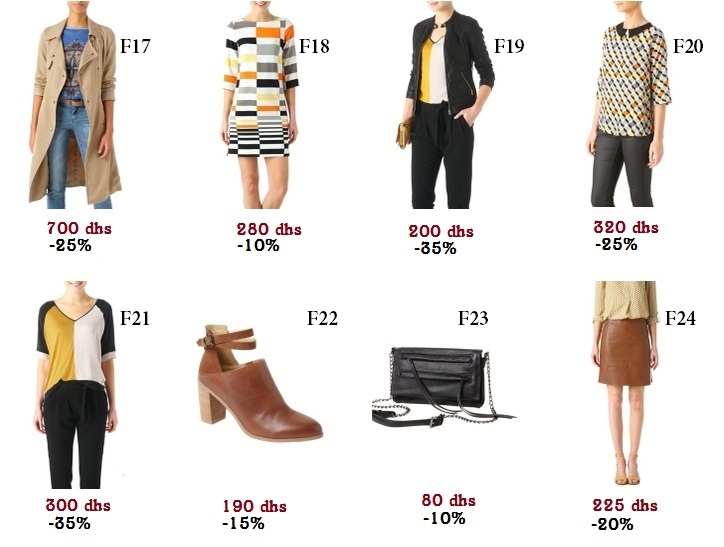 F17
F18
F19
F20
700 dhs
-25%
280 dhs
-10%
200 dhs
-35%
320 dhs
-25%
F21
F22
F23
F24
300 dhs
-35%
190 dhs
-15%
80 dhs
-10%
225 dhs
-20%